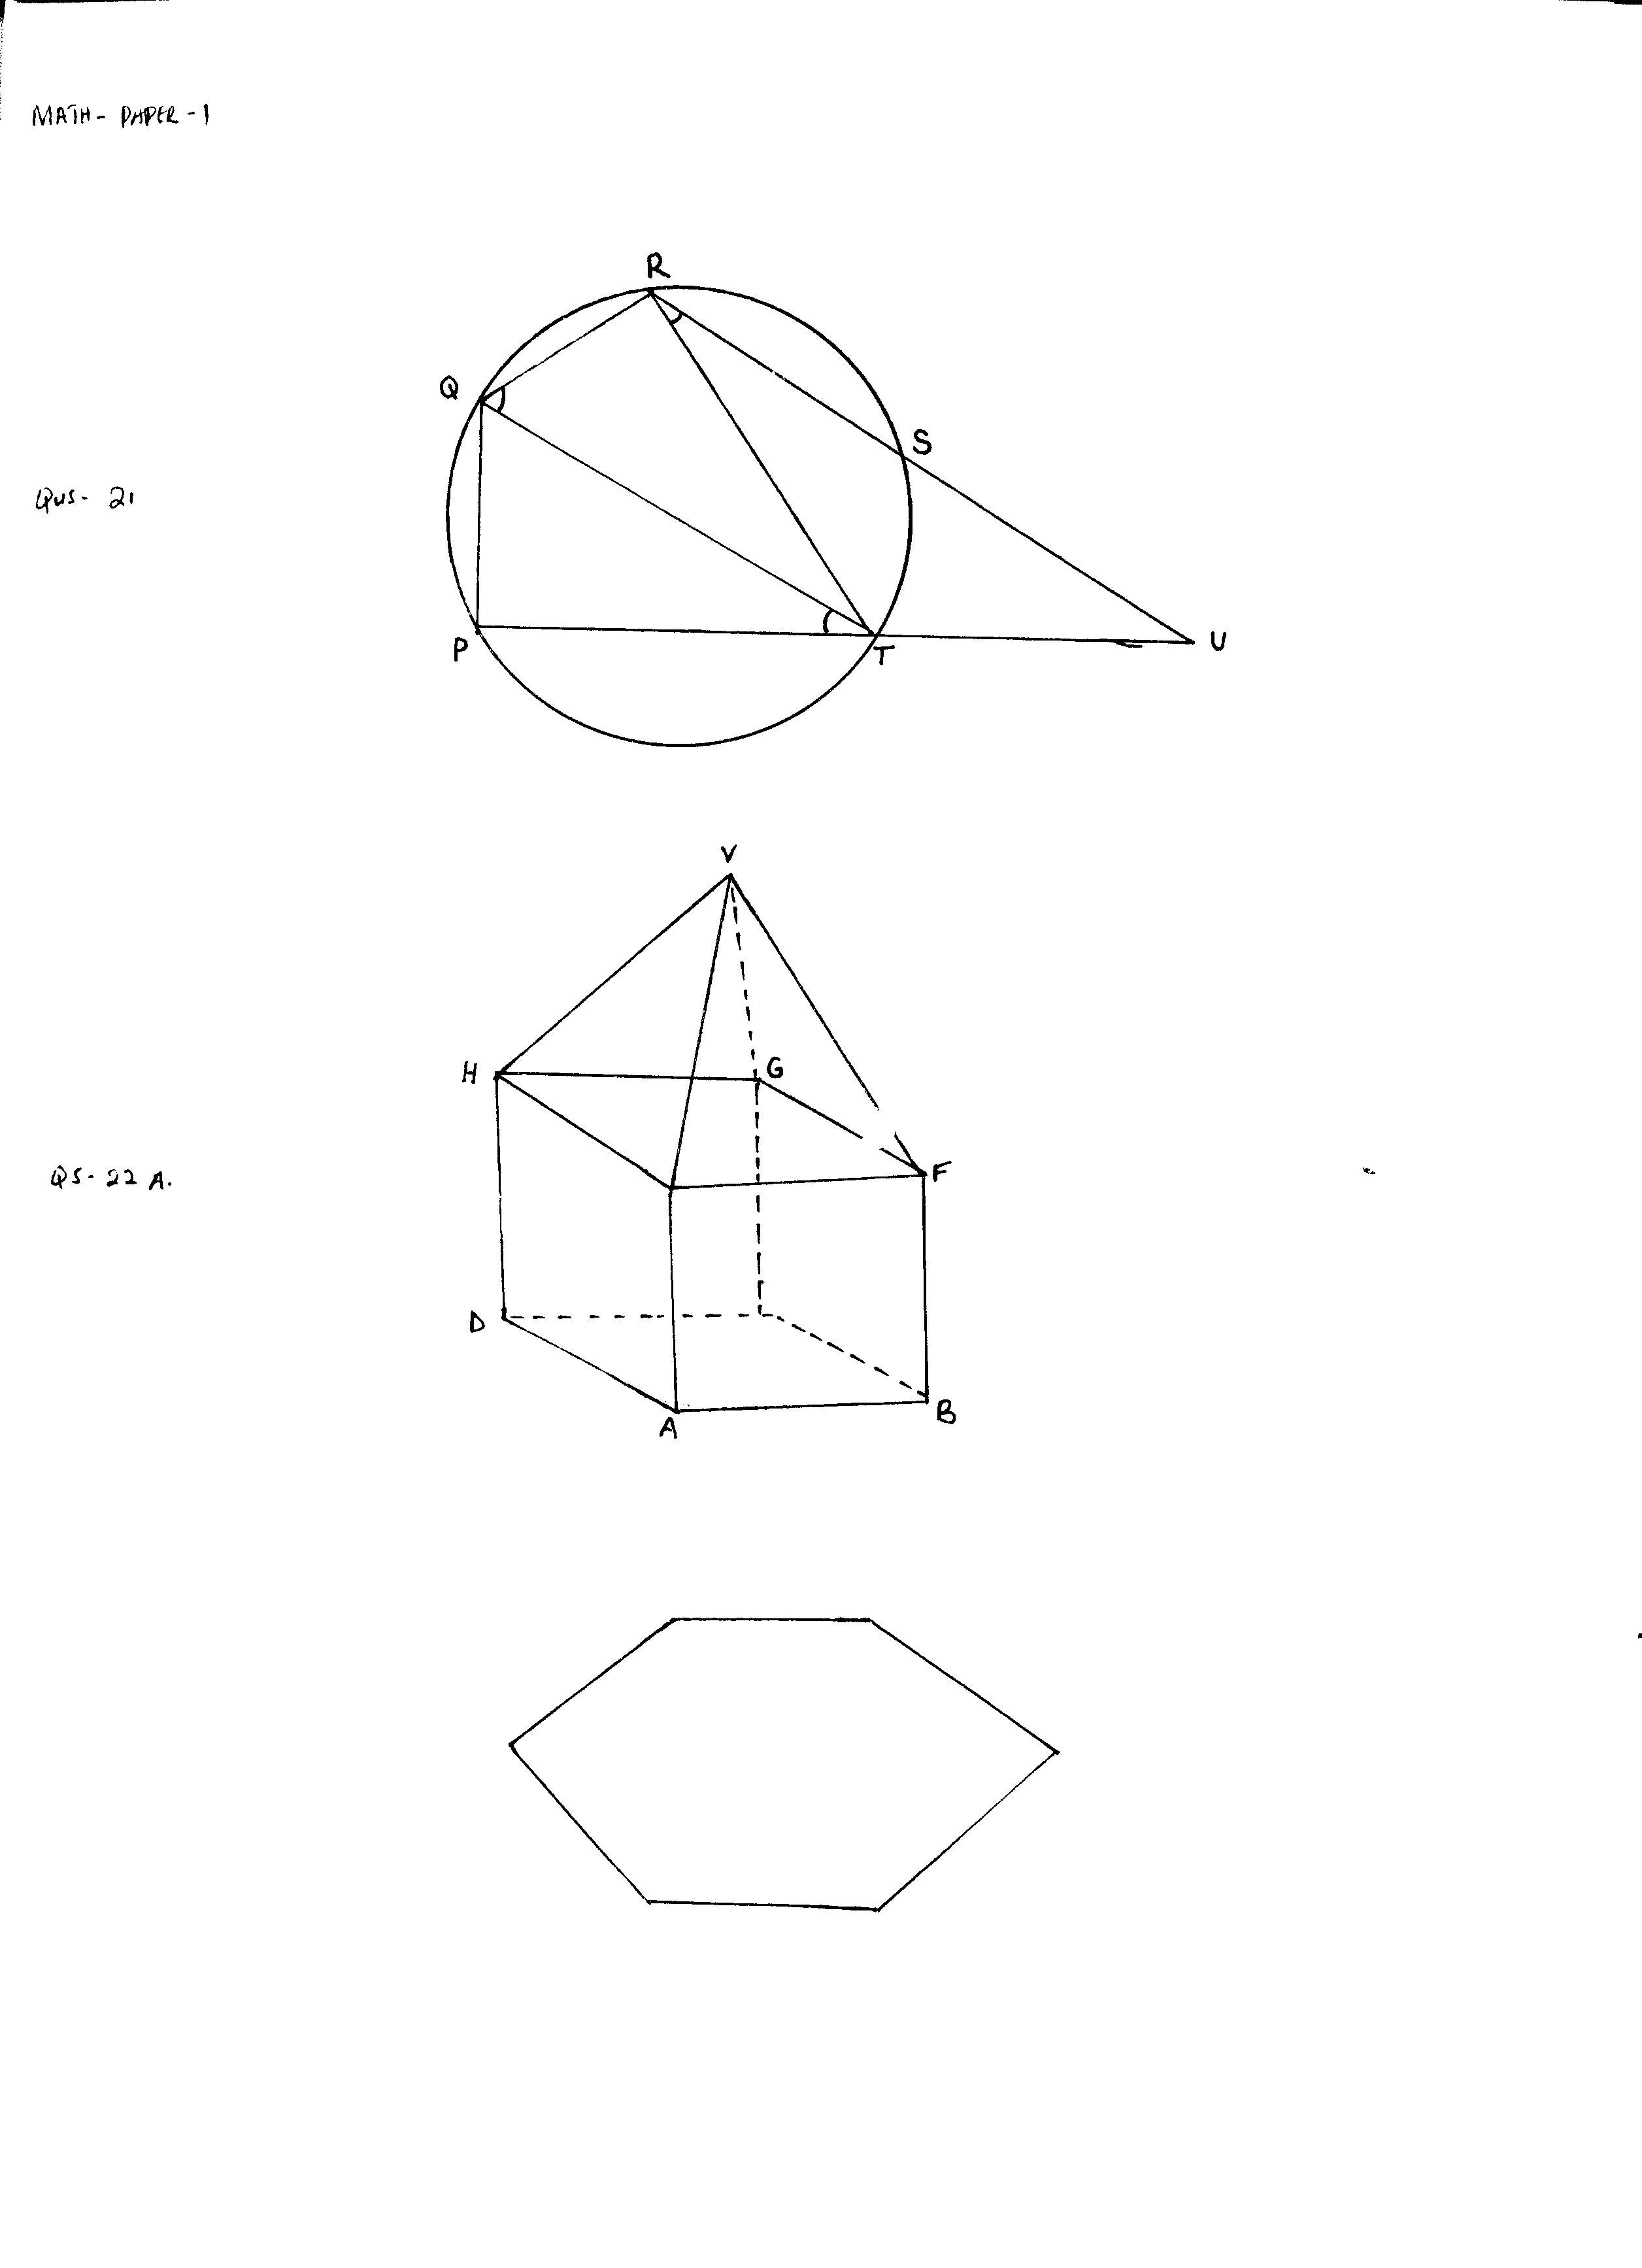 MATH- PAPER -1
R
Q
S
Qus- 21
P
T
U
V
H
G
QS- 22 A.
F
D
A
B